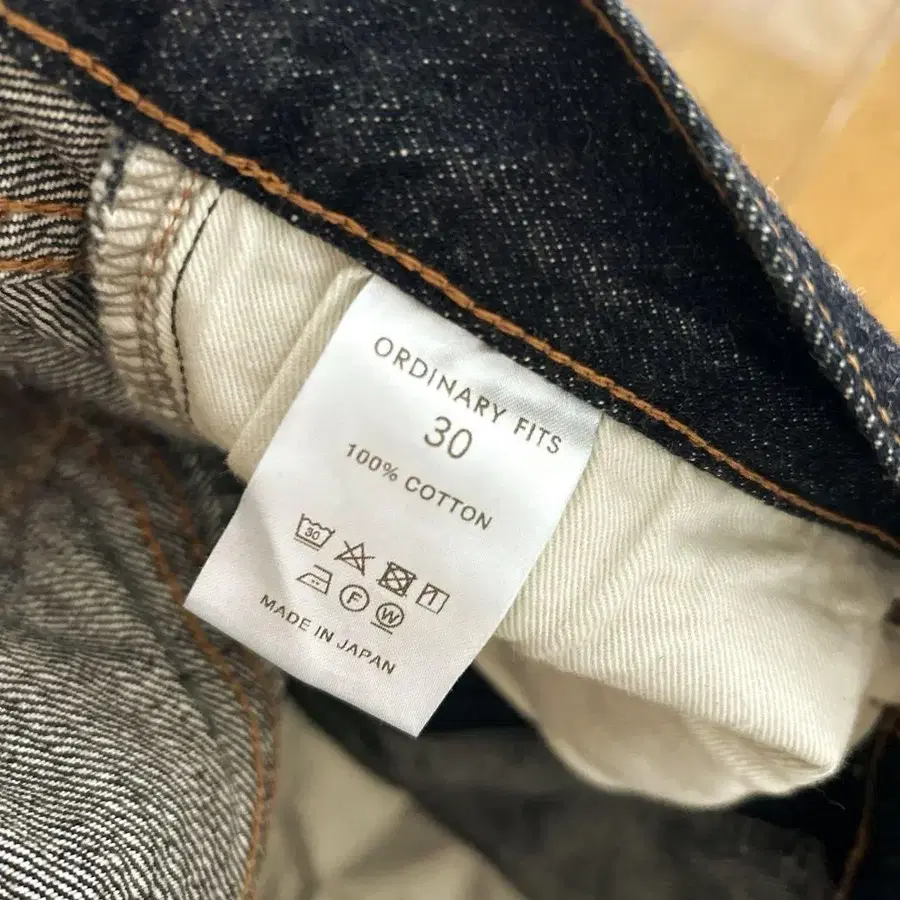 ORDINARY FITS
30
100% COTTON
30
F W
MADE IN JAPAN